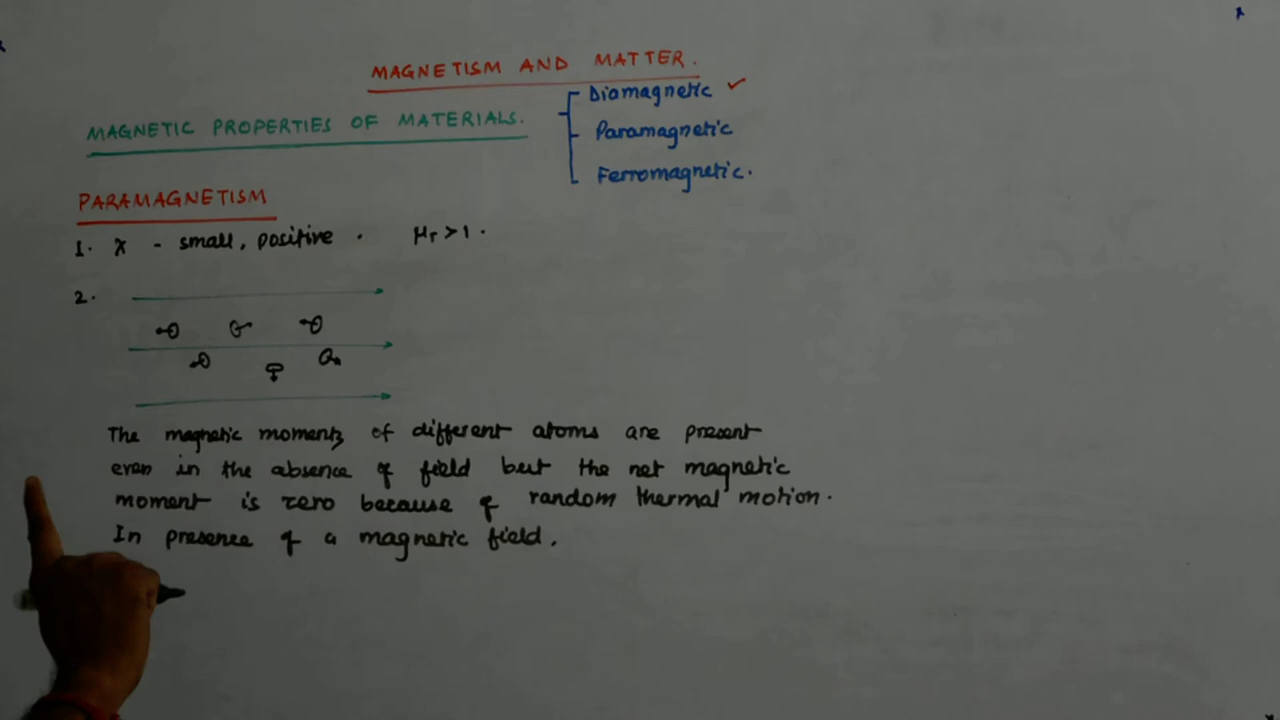 MAGNETISM AND MATTER.
MAGNETIC PROPERTIES OF MATERIALS.
Diamagnetic ✓
Paramagnetic
Ferromagnetic.
PARAMAGNETISM
1. χ - small, positive. μr > 1.
2.
The magnetic moments of different atoms are present
even in the absence of field but the net magnetic
moment is zero because of random thermal motion.
In presence of a magnetic field.